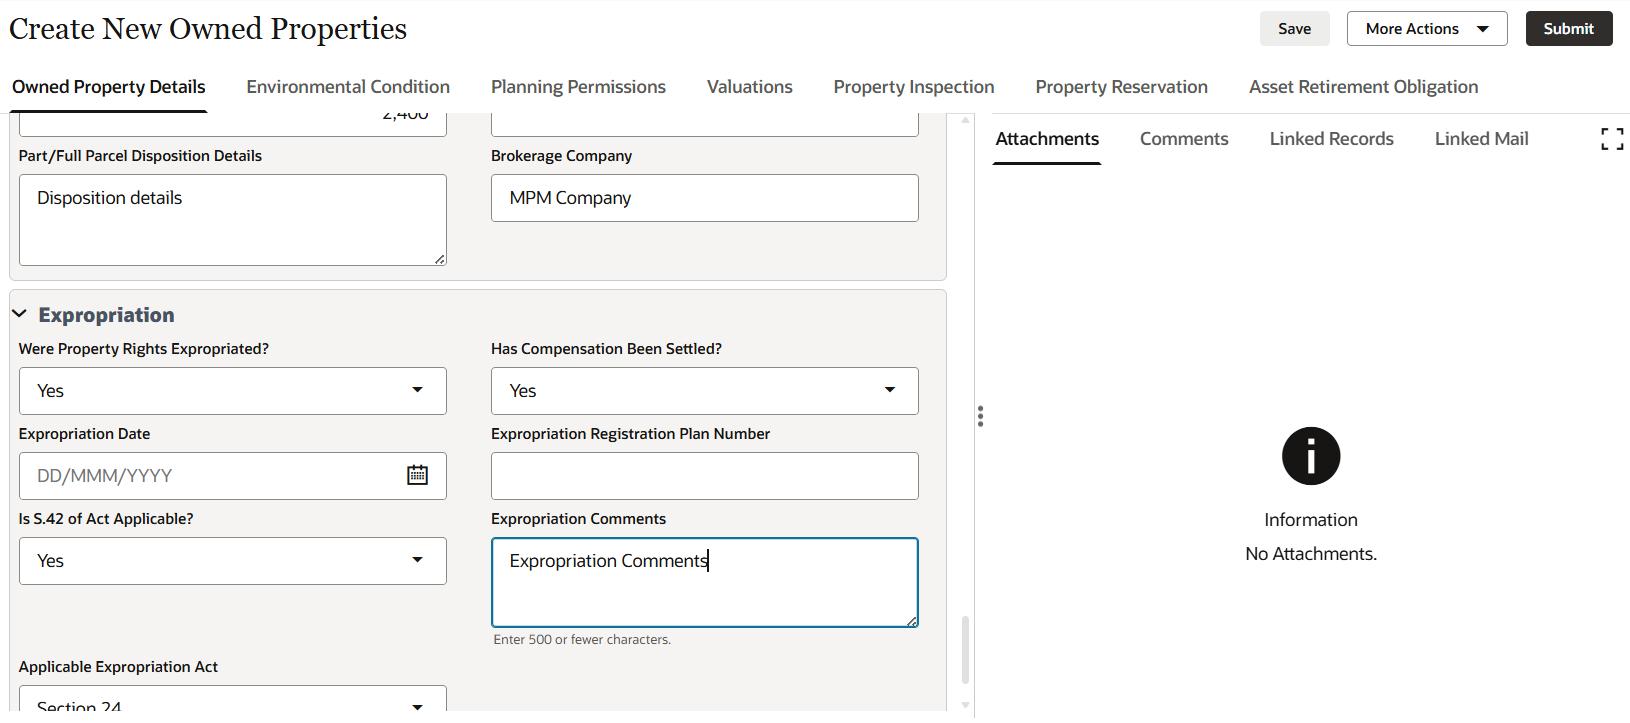 Create New Owned Properties
Save
More Actions
Submit
Owned Property Details
Environmental Condition
Planning Permissions
Valuations
Property Inspection
Property Reservation
Asset Retirement Obligation
2,400
Part/Full Parcel Disposition Details
Brokerage Company
Disposition details
MPM Company
Expropriation
Were Property Rights Expropriated?
Has Compensation Been Settled?
Yes
Yes
Expropriation Date
Expropriation Registration Plan Number
DD/MMM/YYYY
Is S.42 of Act Applicable?
Expropriation Comments
Yes
Expropriation Comments
Enter 500 or fewer characters.
Applicable Expropriation Act
Section 24
Attachments
Comments
Linked Records
Linked Mail
Information
No Attachments.